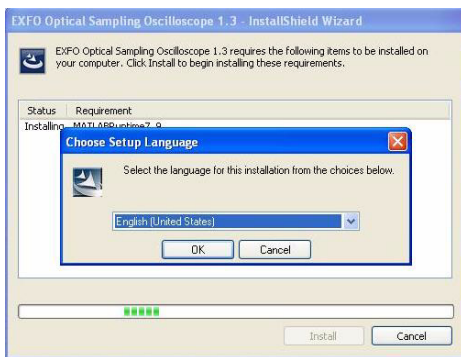 EXFO Optical Sampling Oscilloscope 1.3 - InstallShield Wizard
EXFO Optical Sampling Oscilloscope 1.3 requires the following items to be installed on
your computer. Click Install to begin installing these requirements.
Status Requirement
Installing MATLABRuntime7_9
Choose Setup Language
Select the language for this installation from the choices below.
English (United States)
OK Cancel
Install Cancel